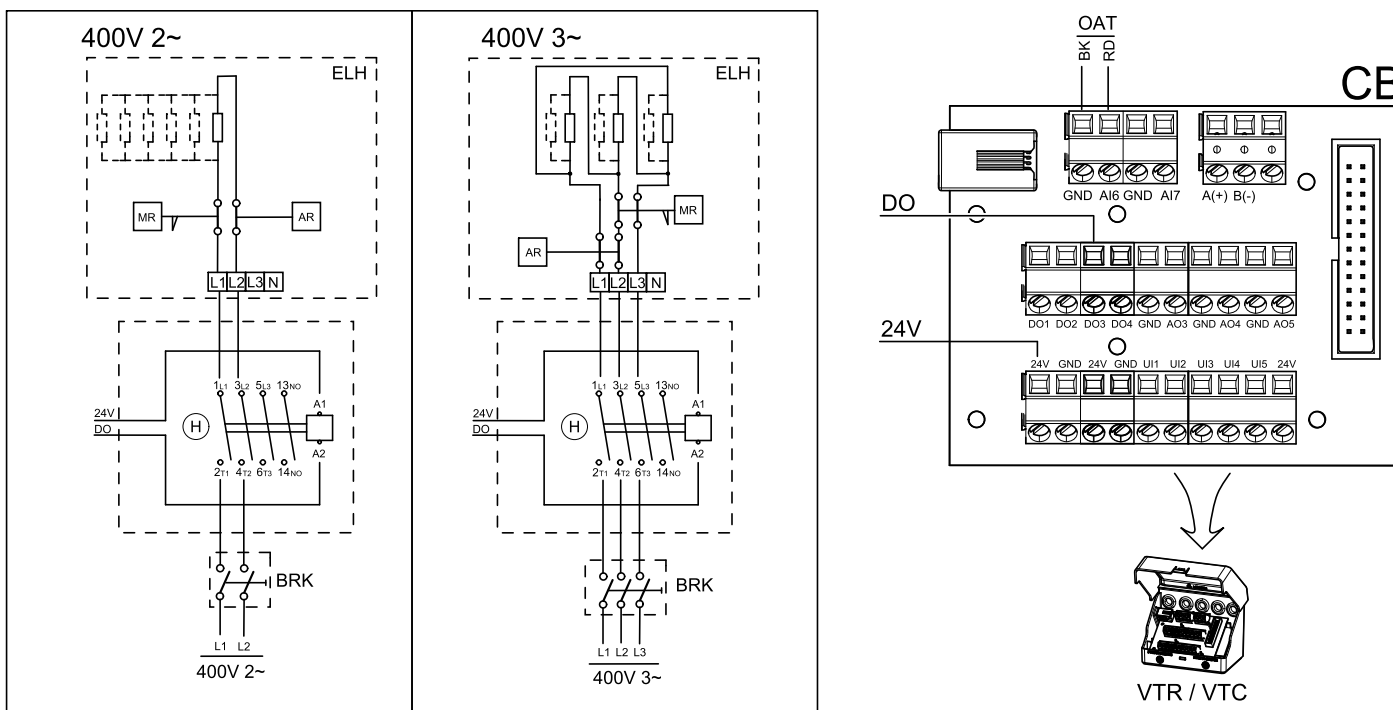 400V 2~
ELH
MR
AR
L1 L2 L3 N
1L1 3L2 5L3 13NO
A1
24V
DO
H
A2
2T1 4T2 6T3 14NO
BRK
L1 L2
400V 2~
400V 3~
ELH
MR
AR
L1 L2 L3 N
1L1 3L2 5L3 13NO
A1
24V
DO
H
A2
2T1 4T2 6T3 14NO
BRK
L1 L2 L3
400V 3~
OAT
BK
RD
CB
GND AI6 GND AI7
A(+) B(-)
DO
DO1 DO2 DO3 DO4 GND AO3 GND AO4 GND AO5
24V
24V GND 24V GND UI1 UI2 UI3 UI4 UI5 24V
VTR / VTC